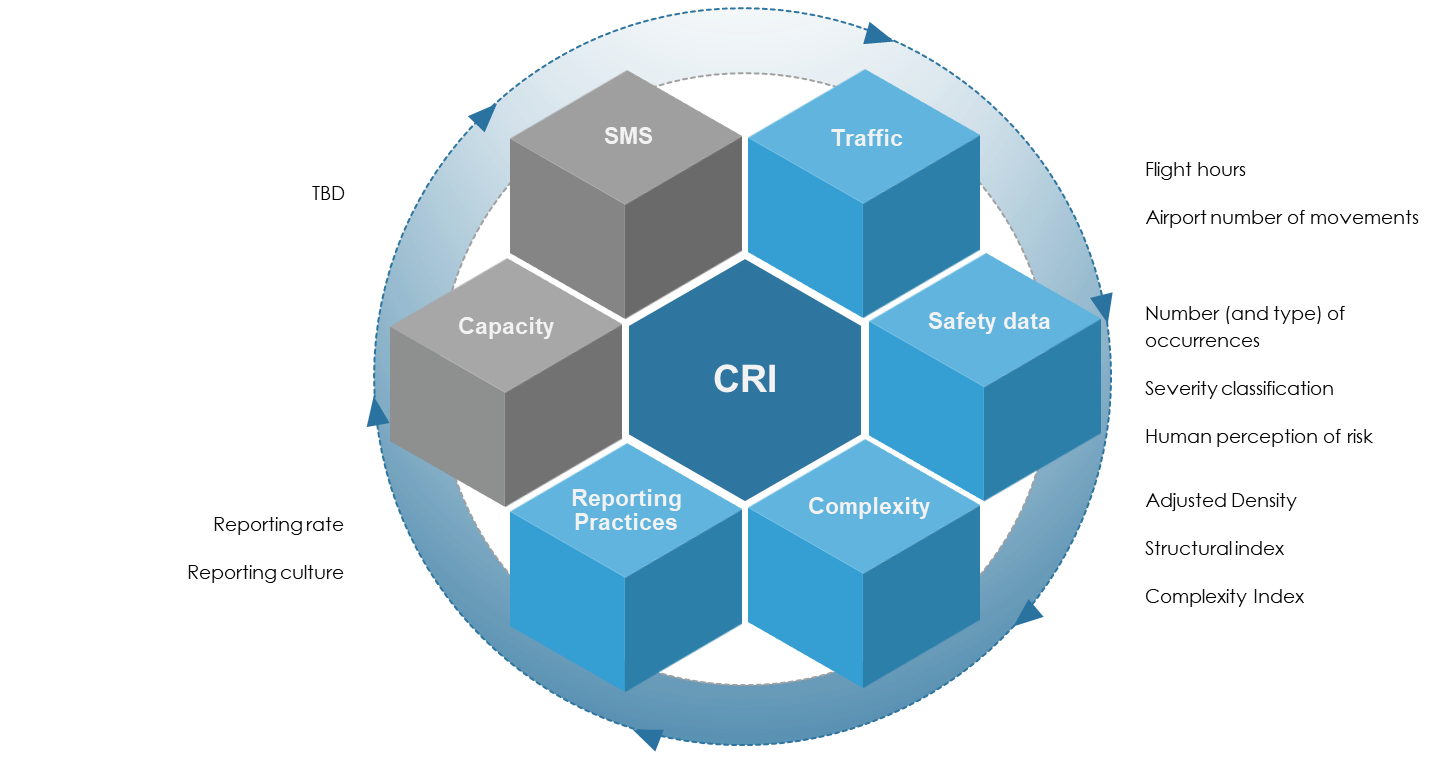 SMS
Traffic
TBD
Flight hours
Airport number of movements
Capacity
Safety data
Number (and type) of
occurrences
CRI
Severity classification
Human perception of risk
Reporting
Practices
Complexity
Reporting rate
Reporting culture
Adjusted Density
Structural index
Complexity Index